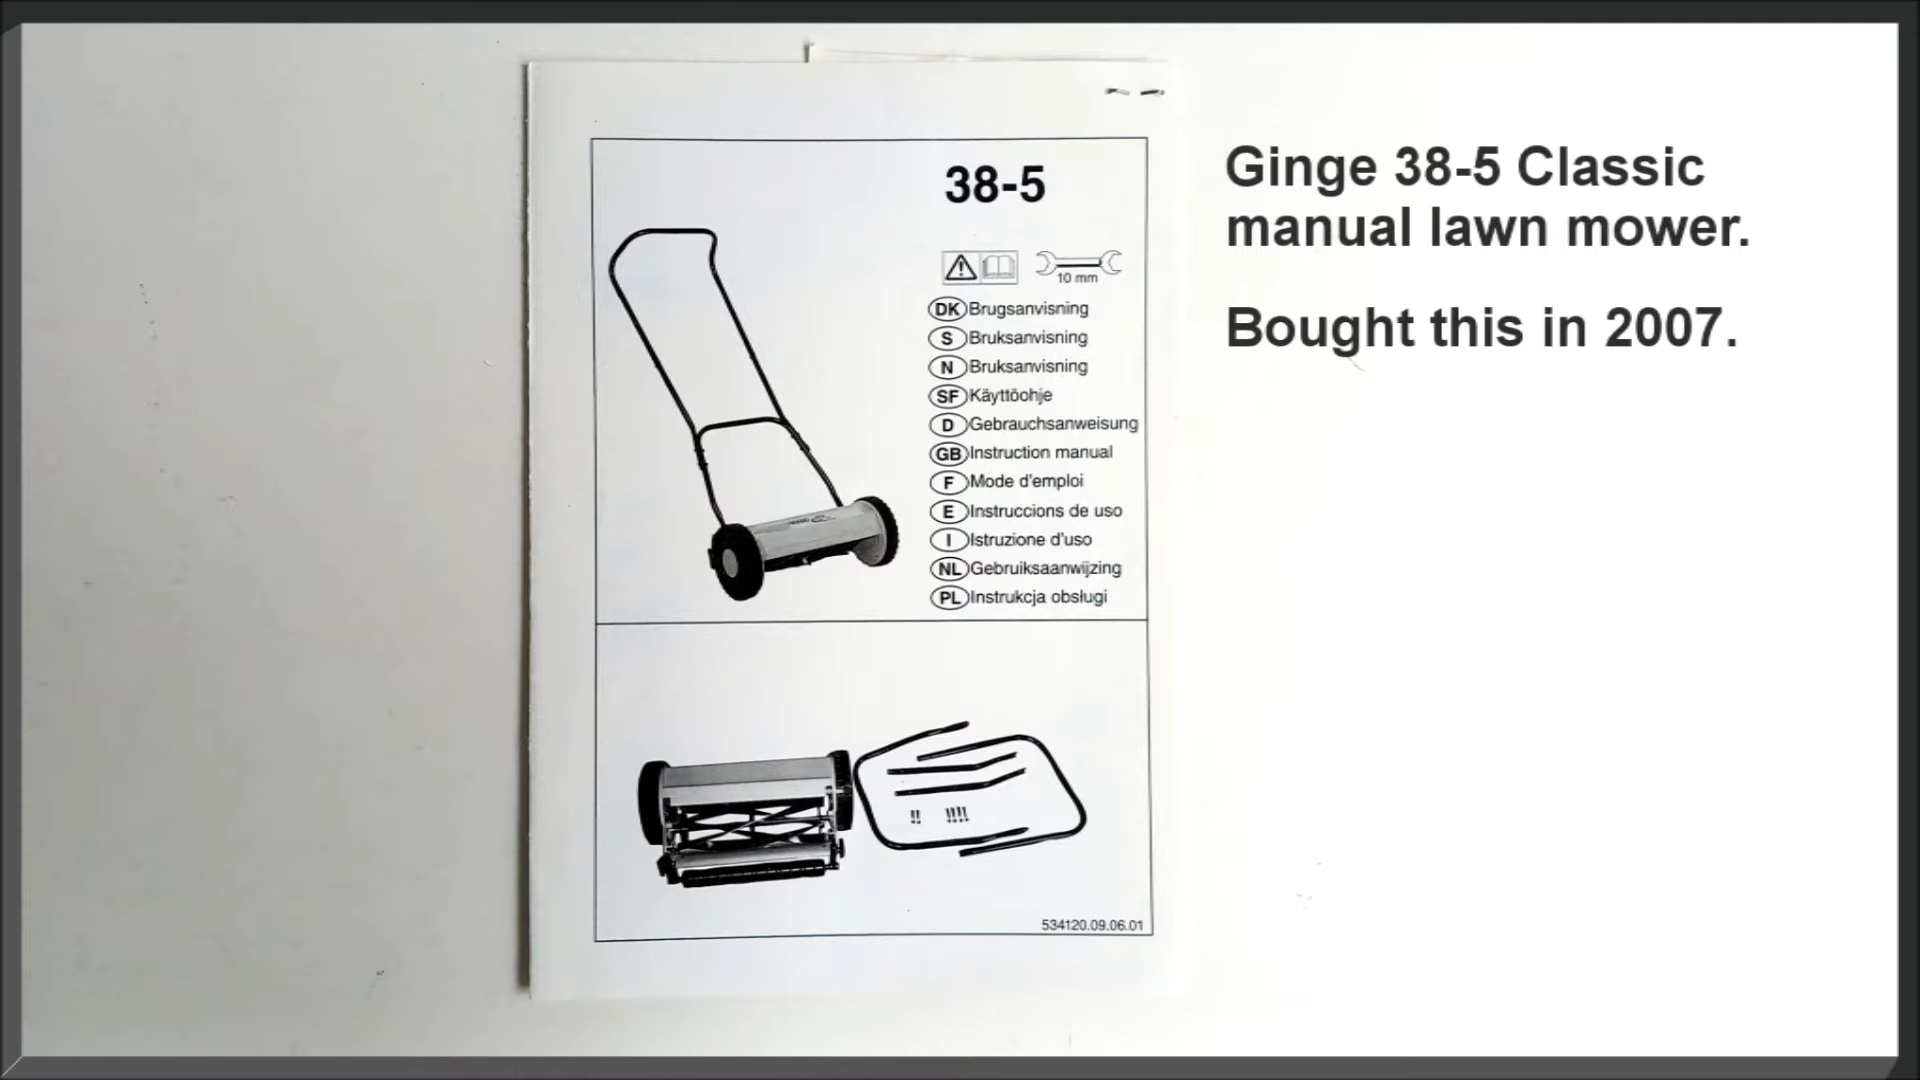 38-5
10 mm
DK Brugsanvisning
S Bruksanvisning
N Bruksanvisning
SF Käyttöohje
D Gebrauchsanweisung
GB Instruction manual
F Mode d'emploi
E Instruccions de uso
I Istruzione d'uso
NL Gebruiksaanwijzing
PL Instrukcja obsługi
534120.09.06.01
Ginge 38-5 Classic
manual lawn mower.
Bought this in 2007.